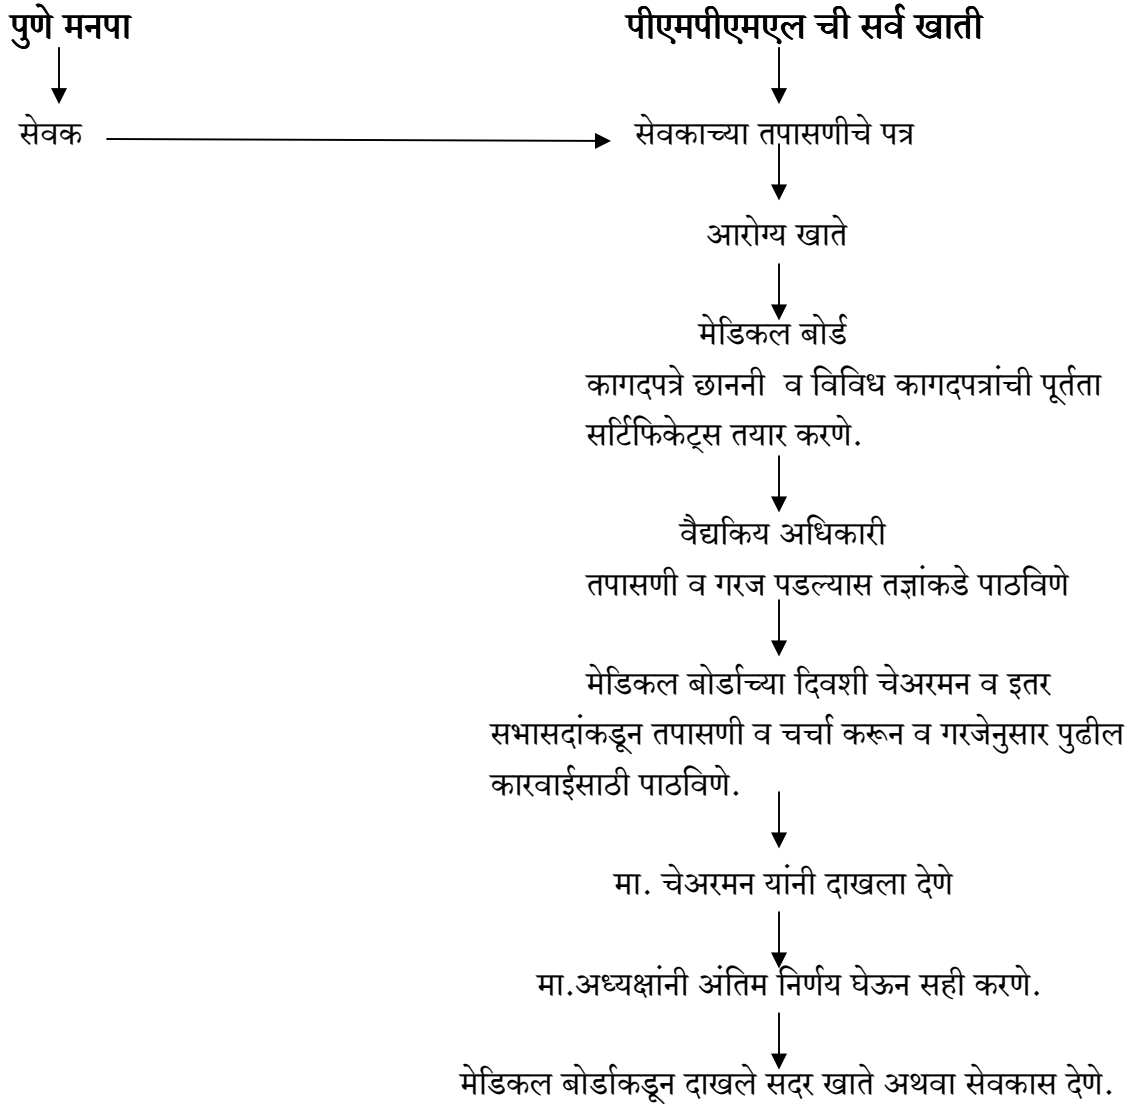 पुणे मनपा
पीएमपीएमएल ची सर्व खाती
सेवक
सेवकाच्या तपासणीचे पत्र
आरोग्य खाते
मेडिकल बोर्ड
कागदपत्रे छाननी व विविध कागदपत्रांची पूर्तता
सर्टिफिकेट्स तयार करणे.
वैद्यकिय अधिकारी
तपासणी व गरज पडल्यास तज्ञांकडे पाठविणे
मेडिकल बोर्डाच्या दिवशी चेअरमन व इतर
सभासदांकडून तपासणी व चर्चा करून व गरजेनुसार पुढील
कारवाईसाठी पाठविणे.
मा. चेअरमन यांनी दाखला देणे
मा.अध्यक्षांनी अंतिम निर्णय घेऊन सही करणे.
मेडिकल बोर्डाकडून दाखले सदर खाते अथवा सेवकास देणे.